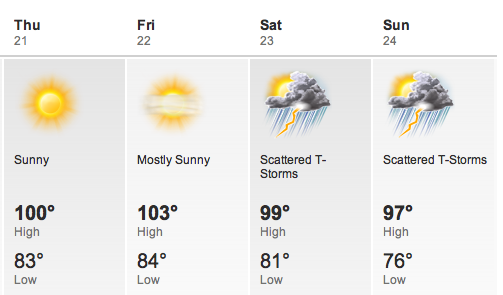 Thu
21
Fri
22
Sat
23
Sun
24
Sunny
Mostly Sunny
Scattered T-
Storms
Scattered T-Storms
100°
High
103°
High
99°
High
97°
High
83°
Low
84°
Low
81°
Low
76°
Low